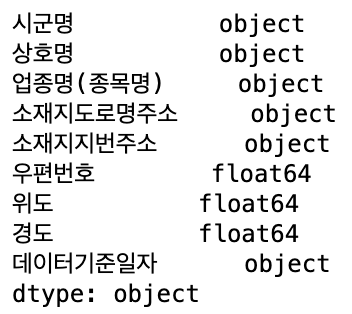 시군명 object
상호명 object
업종명(종목명) object
소재지도로명주소 object
소재지지번주소 object
우편번호 float64
위도 float64
경도 float64
데이터기준일자 object
dtype: object